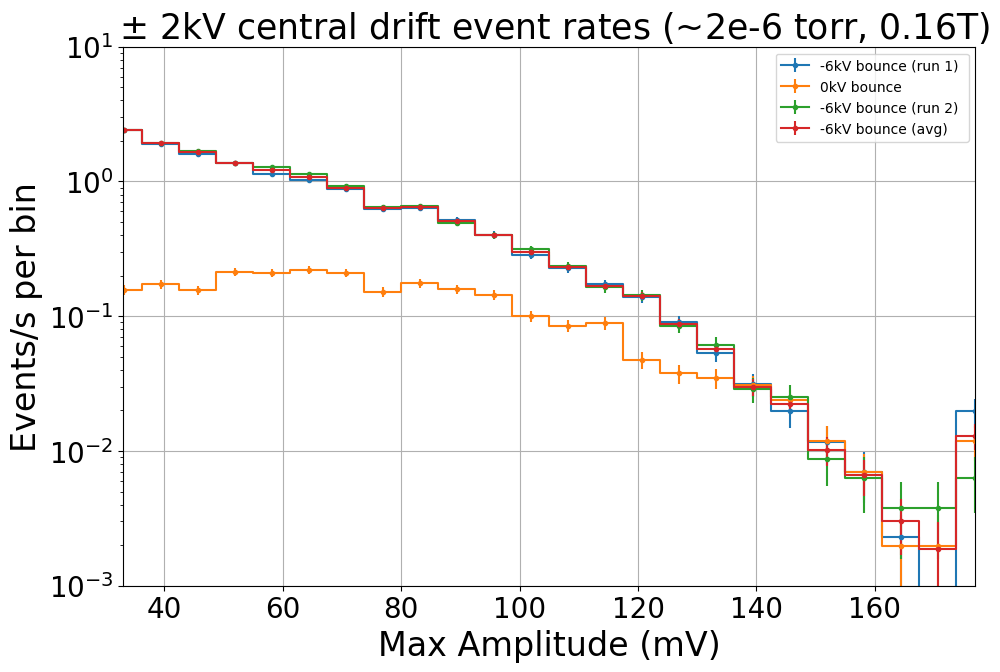 ± 2kV central drift event rates (~2e-6 torr, 0.16T)
10¹
10⁰
10⁻¹
10⁻²
10⁻³
Events/s per bin
-6kV bounce (run 1)
0kV bounce
-6kV bounce (run 2)
-6kV bounce (avg)
40 60 80 100 120 140 160
Max Amplitude (mV)